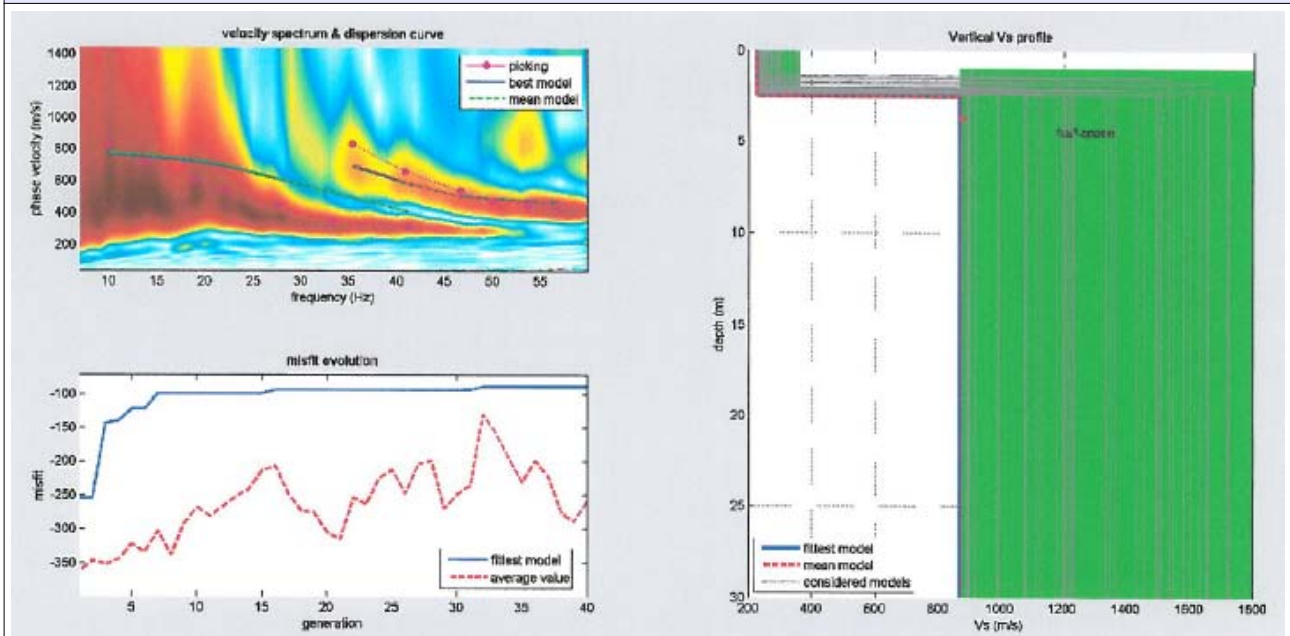 velocity spectrum & dispersion curve
1400
1200
1000
800
600
400
200
phase velocity (m/s)
picking
best model
mean model
10 15 20 25 30 35 40 45 50 55
frequency (Hz)
misfit evolution
-100
-150
-200
-250
-300
-350
misfit
fittest model
average value
5 10 15 20 25 30 35 40
generation
Vertical Vs profile
0
5
10
15
20
25
30
depth (m)
fittest model
mean model
considered models
200 400 600 800 1000 1200 1400 1600 1800
Vs (m/s)